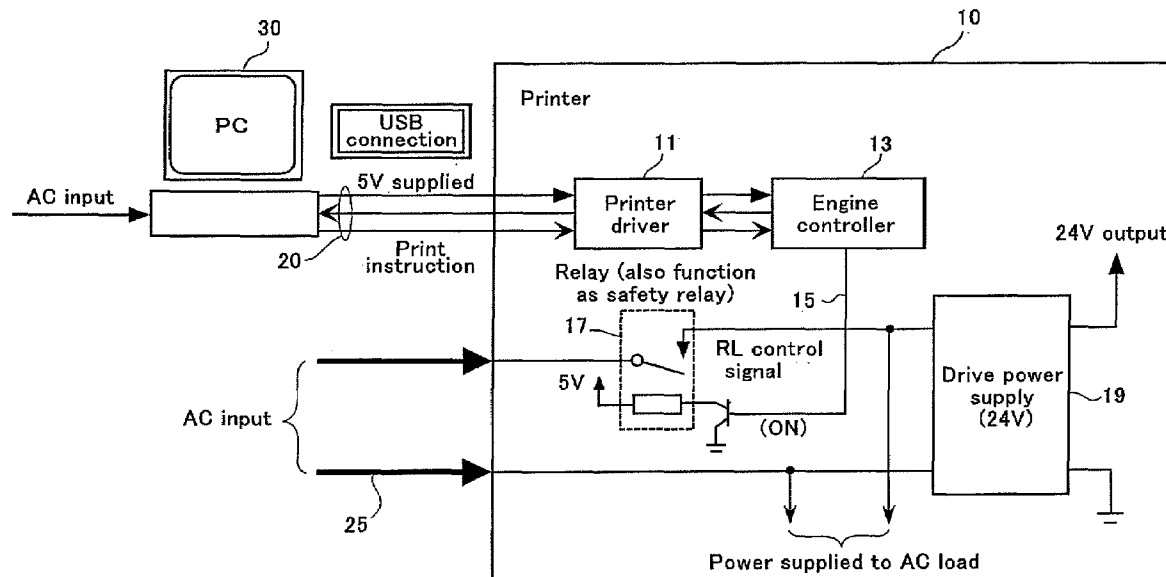 10
30
Printer
PC
USB
connection
11
13
AC input
5V supplied
Printer
driver
Engine
controller
20
Print
instruction
24V output
Relay (also function
as safety relay)
15
17
RL control
signal
5V
Drive power
supply
(24V)
19
AC input
(ON)
25
Power supplied to AC load